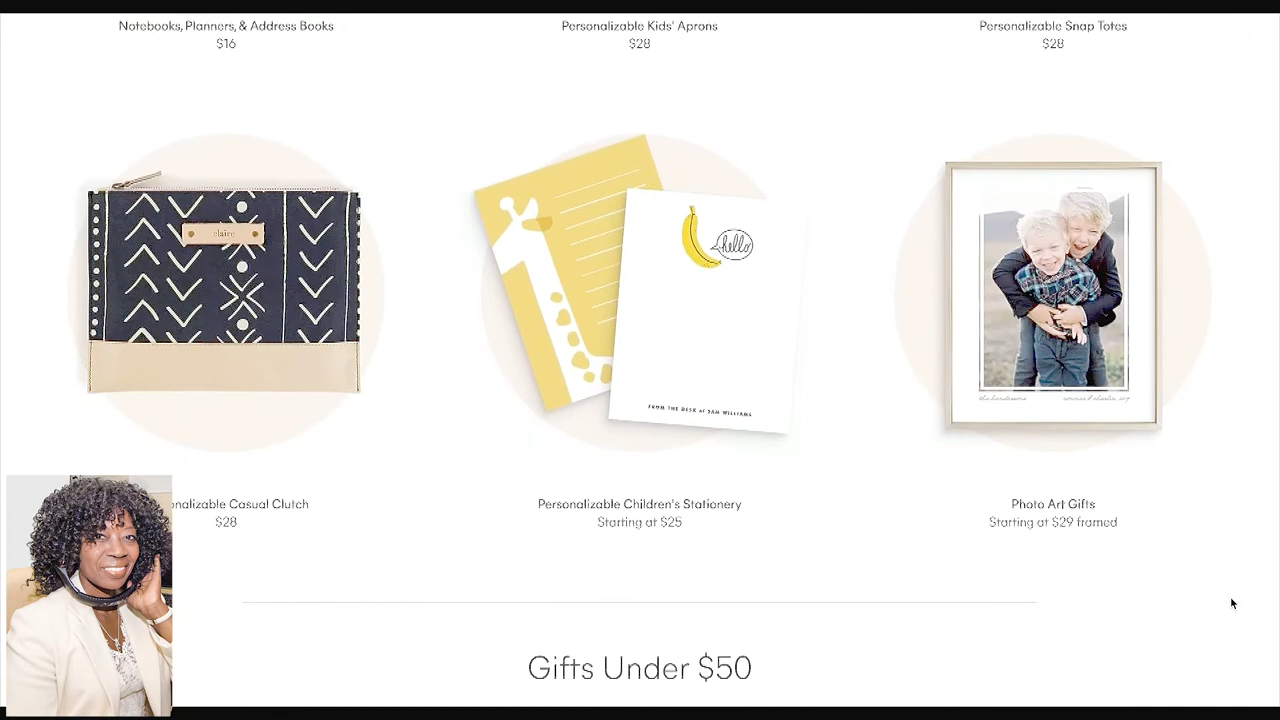 Notebooks, Planners, & Address Books
$16
Personalizable Kids' Aprons
$28
Personalizable Snap Totes
$28
claire
hello
FROM THE DESK of SAM WILLIAMS
onalizable Casual Clutch
$28
Personalizable Children's Stationery
Starting at $25
Photo Art Gifts
Starting at $29 framed
Gifts Under $50